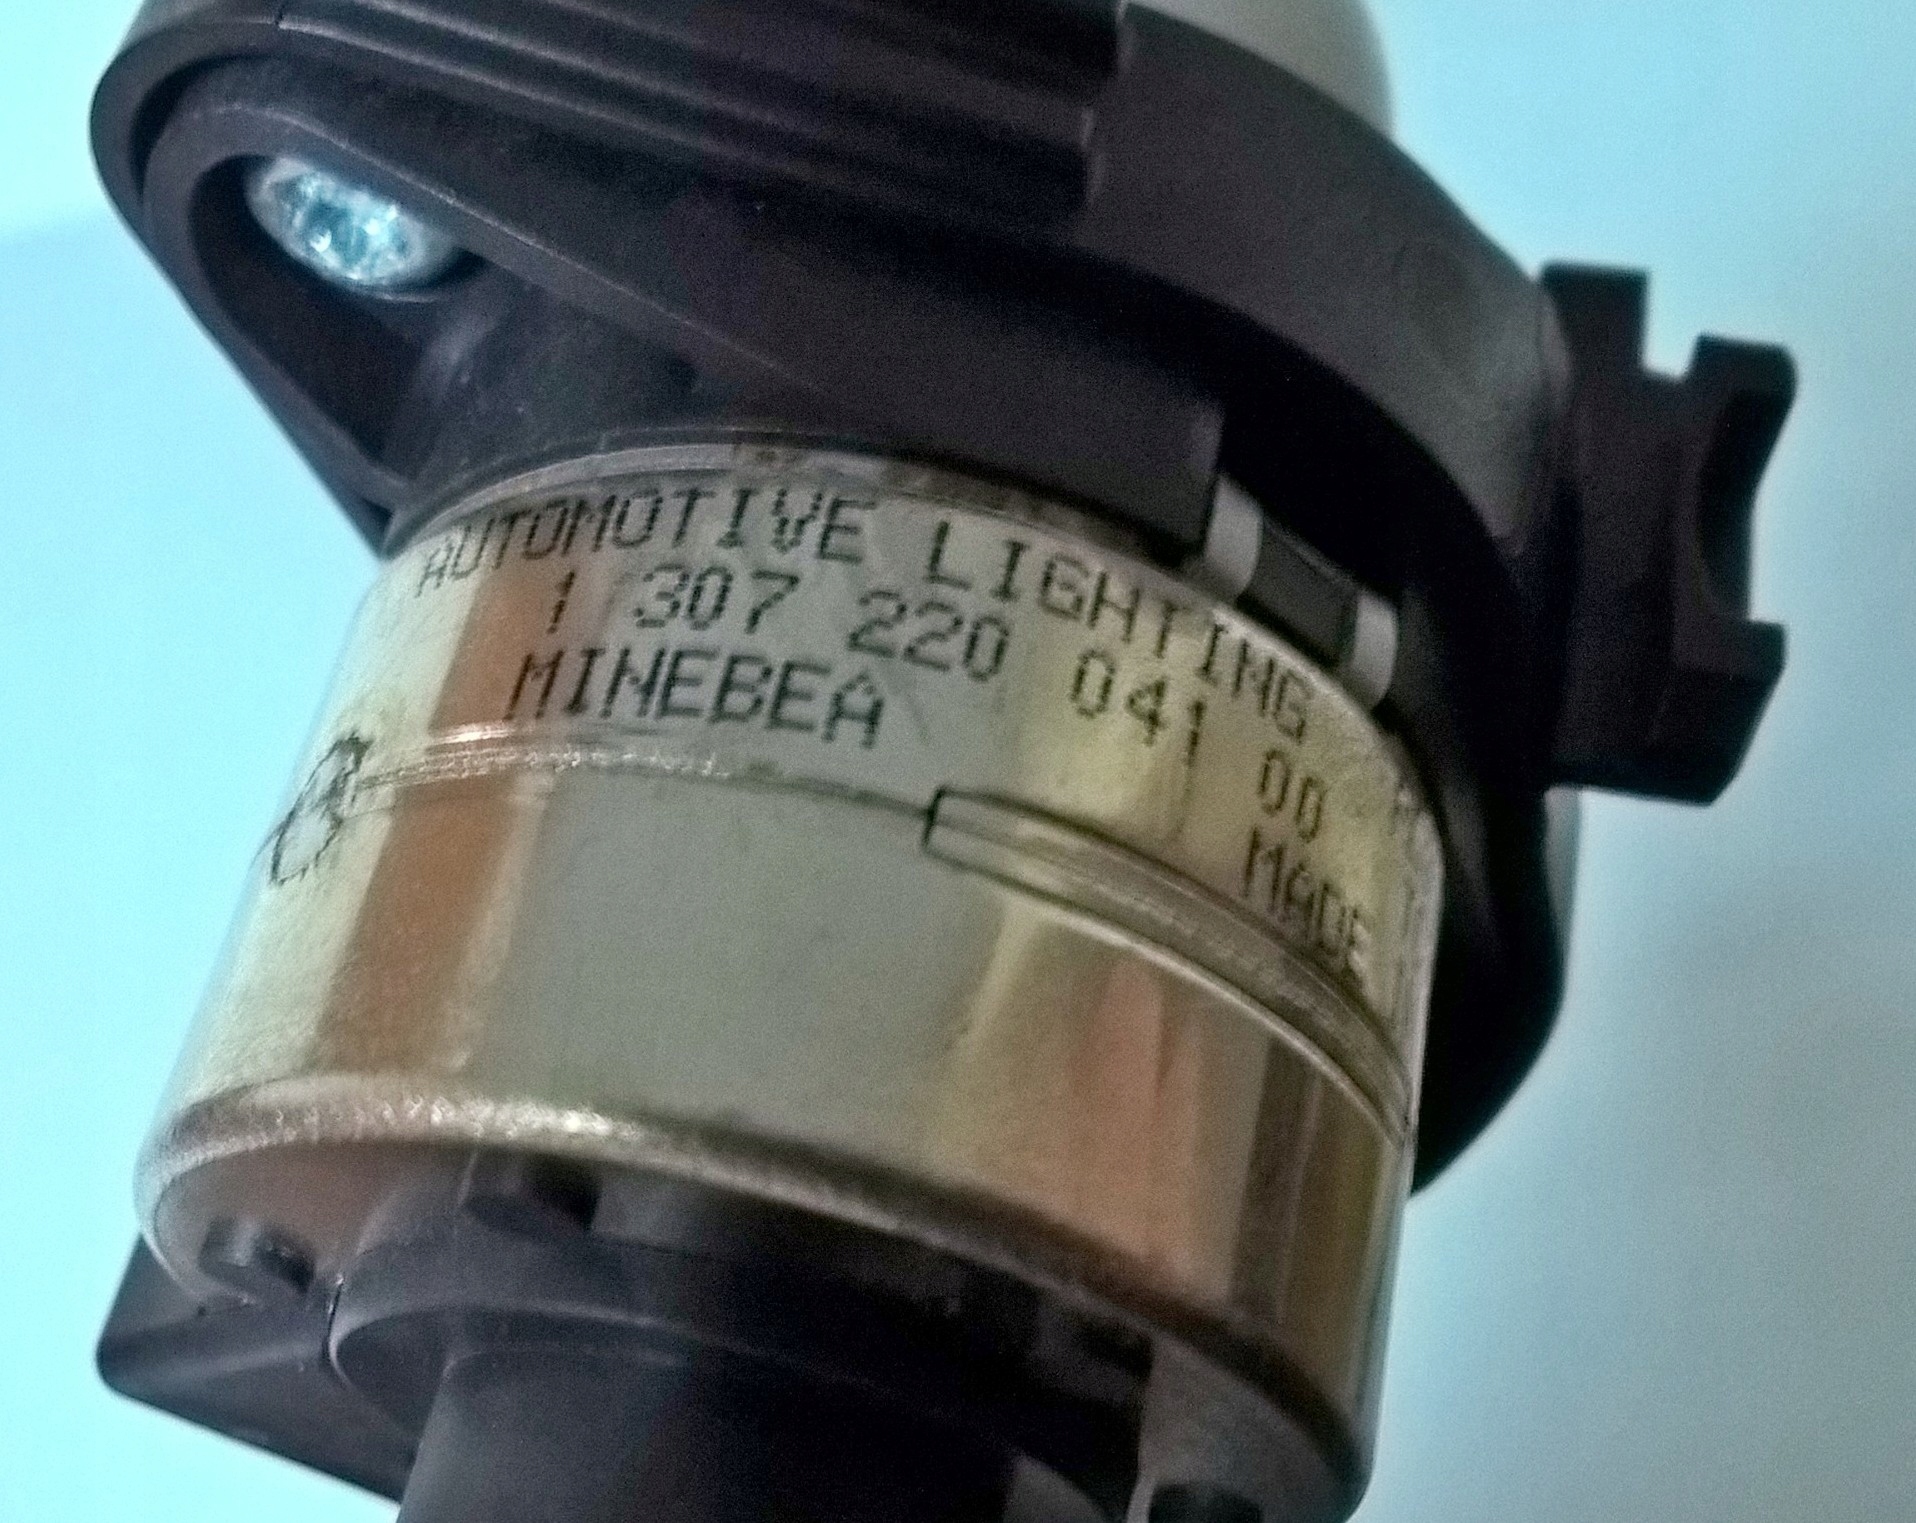 AUTOMOTIVE LIGHTING
1 307 220 041 00
MINEBEA MADE